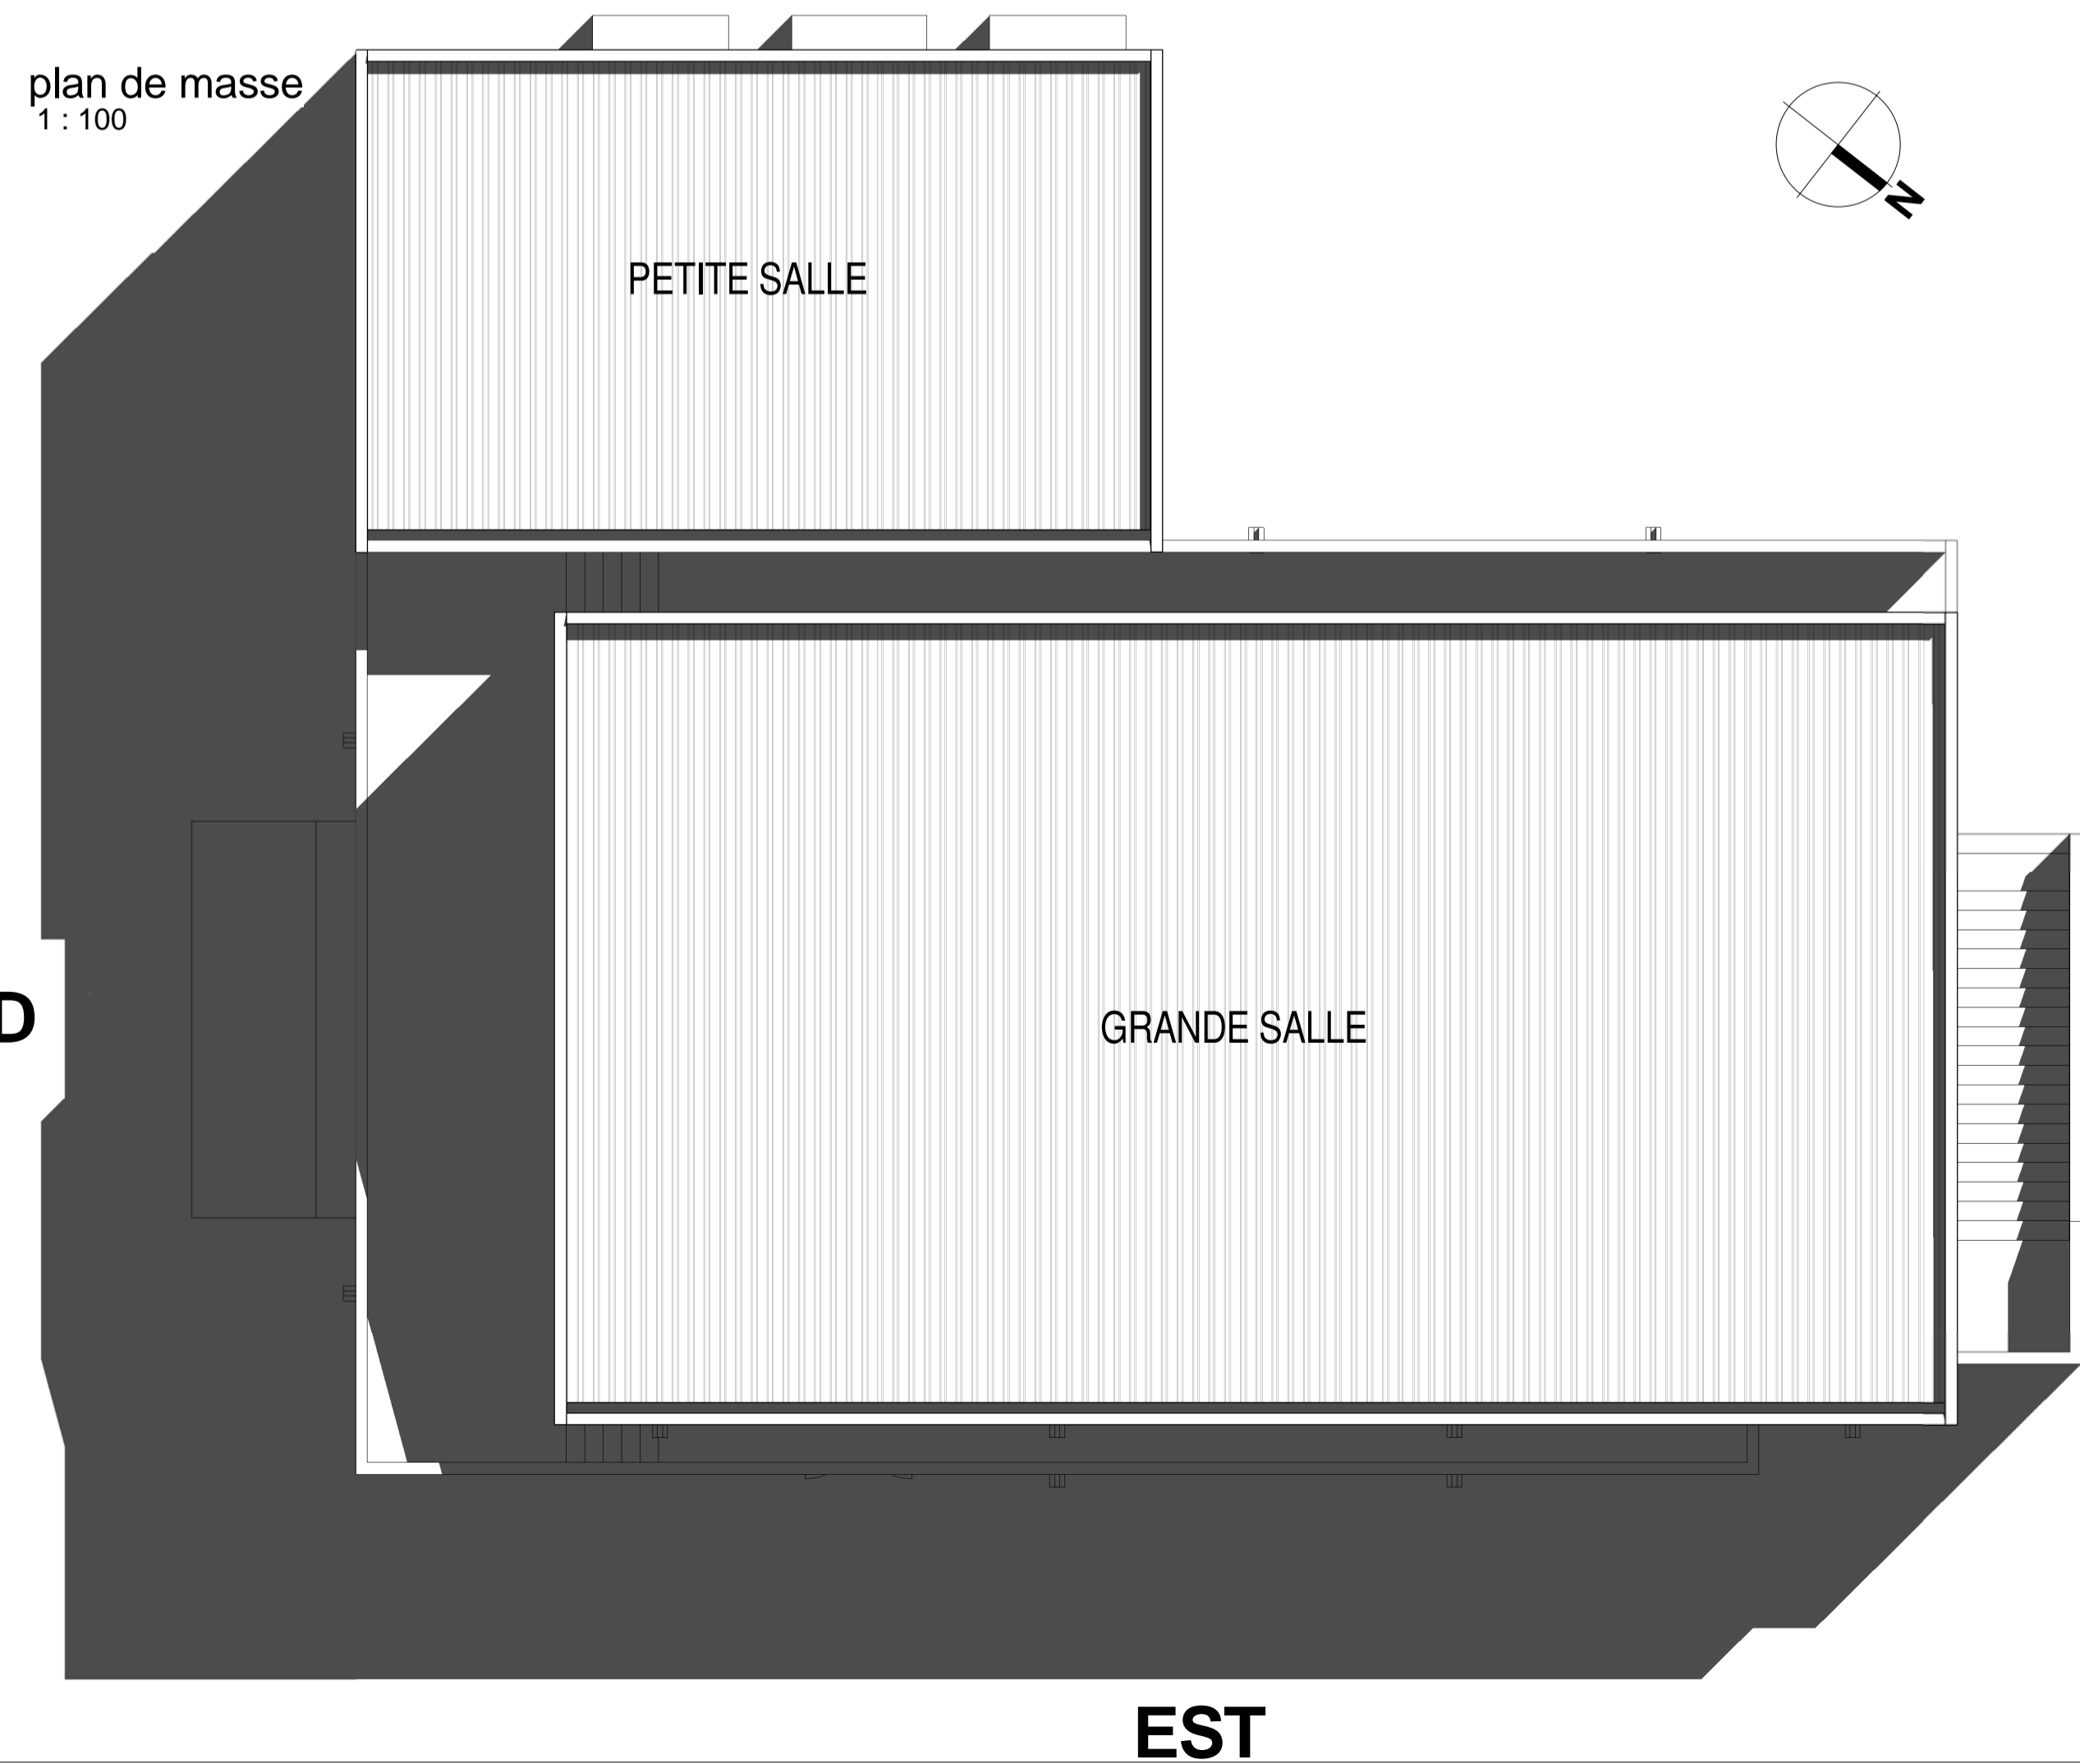 plan de masse
1 : 100
N
PETITE SALLE
D
GRANDE SALLE
EST